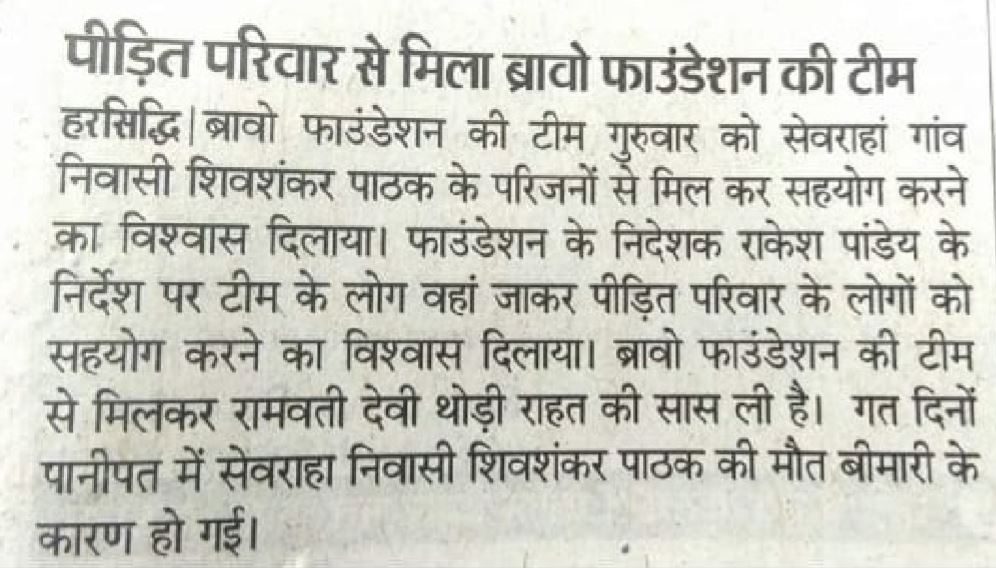 पीड़ित परिवार से मिला ब्रावो फाउंडेशन की टीम
हरसिद्धि|ब्रावो फाउंडेशन की टीम गुरुवार को सेवराहां गांव
निवासी शिवशंकर पाठक के परिजनों से मिल कर सहयोग करने
का विश्वास दिलाया। फाउंडेशन के निदेशक राकेश पांडेय के
निर्देश पर टीम के लोग वहां जाकर पीड़ित परिवार के लोगों को
सहयोग करने का विश्वास दिलाया। ब्रावो फाउंडेशन की टीम
से मिलकर रामवती देवी थोड़ी राहत की सास ली है। गत दिनों
पानीपत में सेवराहा निवासी शिवशंकर पाठक की मौत बीमारी के
कारण हो गई।